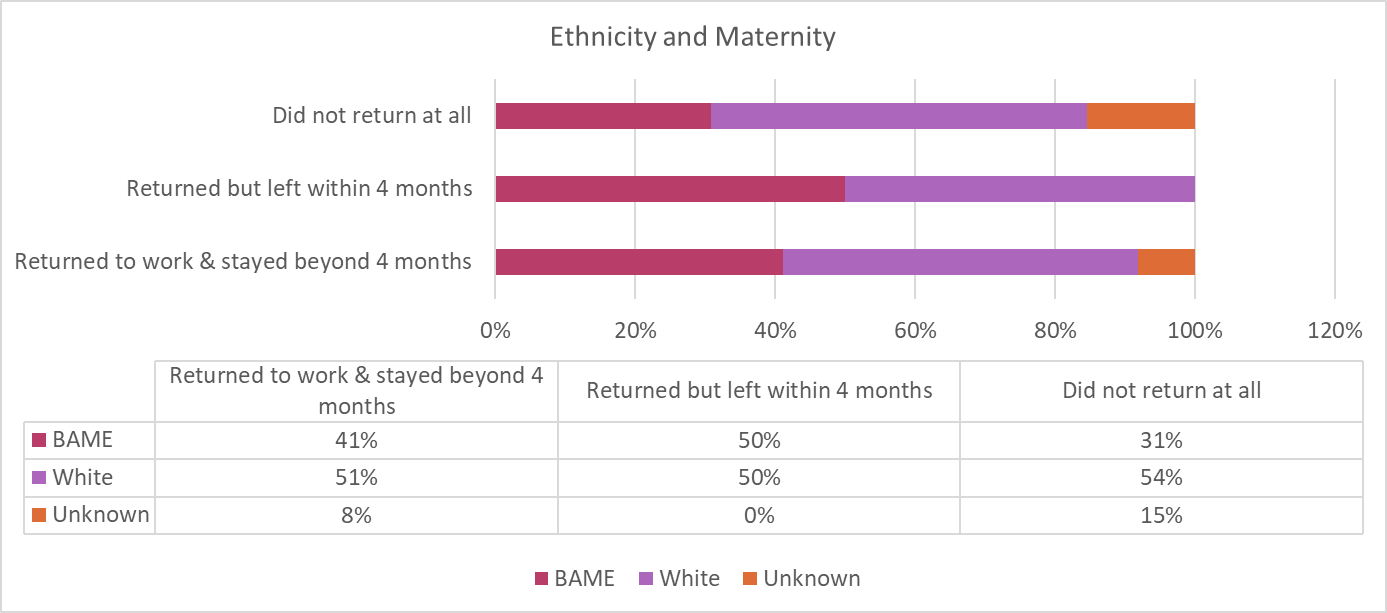 Ethnicity and Maternity
Did not return at all
Returned but left within 4 months
Returned to work & stayed beyond 4 months
0% 20% 40% 60% 80% 100% 120%
Returned to work & stayed beyond 4
months
Returned but left within 4 months
Did not return at all
BAME 41% 50% 31%
White 51% 50% 54%
Unknown 8% 0% 15%
BAME White Unknown